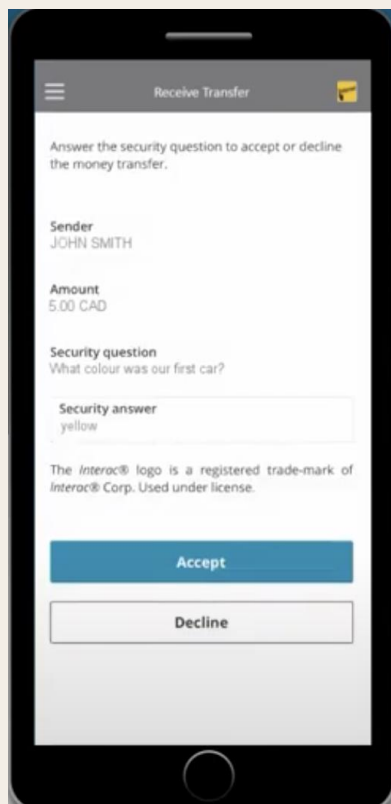 Receive Transfer
Answer the security question to accept or decline
the money transfer.
Sender
JOHN SMITH
Amount
5.00 CAD
Security question
What colour was our first car?
Security answer
yellow
The Interac® logo is a registered trade-mark of
Interac® Corp. Used under license.
Accept
Decline